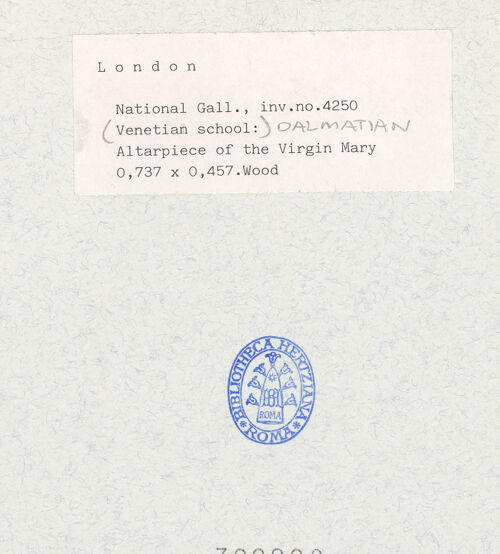 London
National Gall., inv.no.4250
(Venetian school:) DALMATIAN
Altarpiece of the Virgin Mary
0,737 x 0,457.Wood
BIBLIOTHECA HERTZIANA
ROMA
* ROMA *